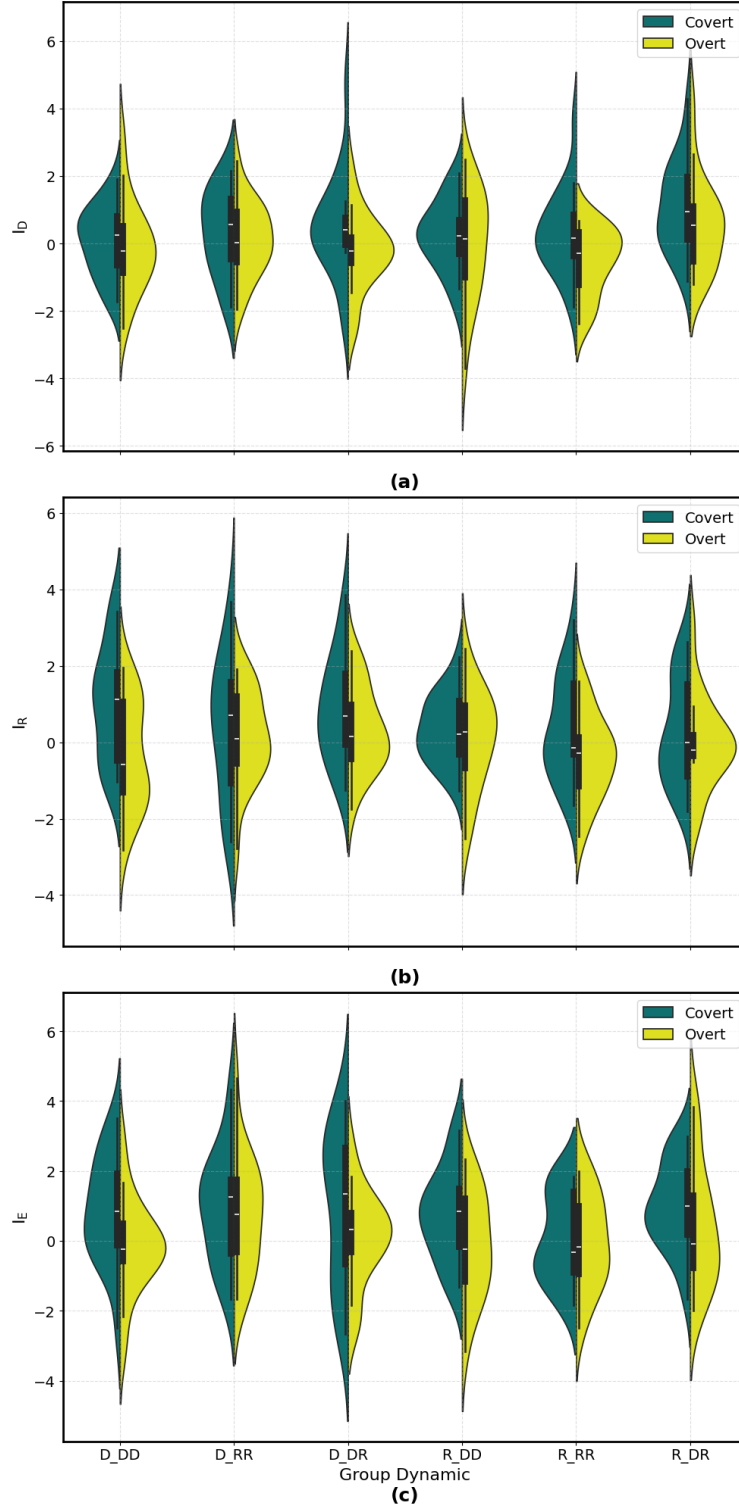 Covert
Overt
6
4
2
0
−2
−4
−6
I_D
(a)
Covert
Overt
6
4
2
0
−2
−4
I_R
(b)
Covert
Overt
6
4
2
0
−2
−4
I_E
D_DD D_RR D_DR R_DD R_RR R_DR
Group Dynamic
(c)